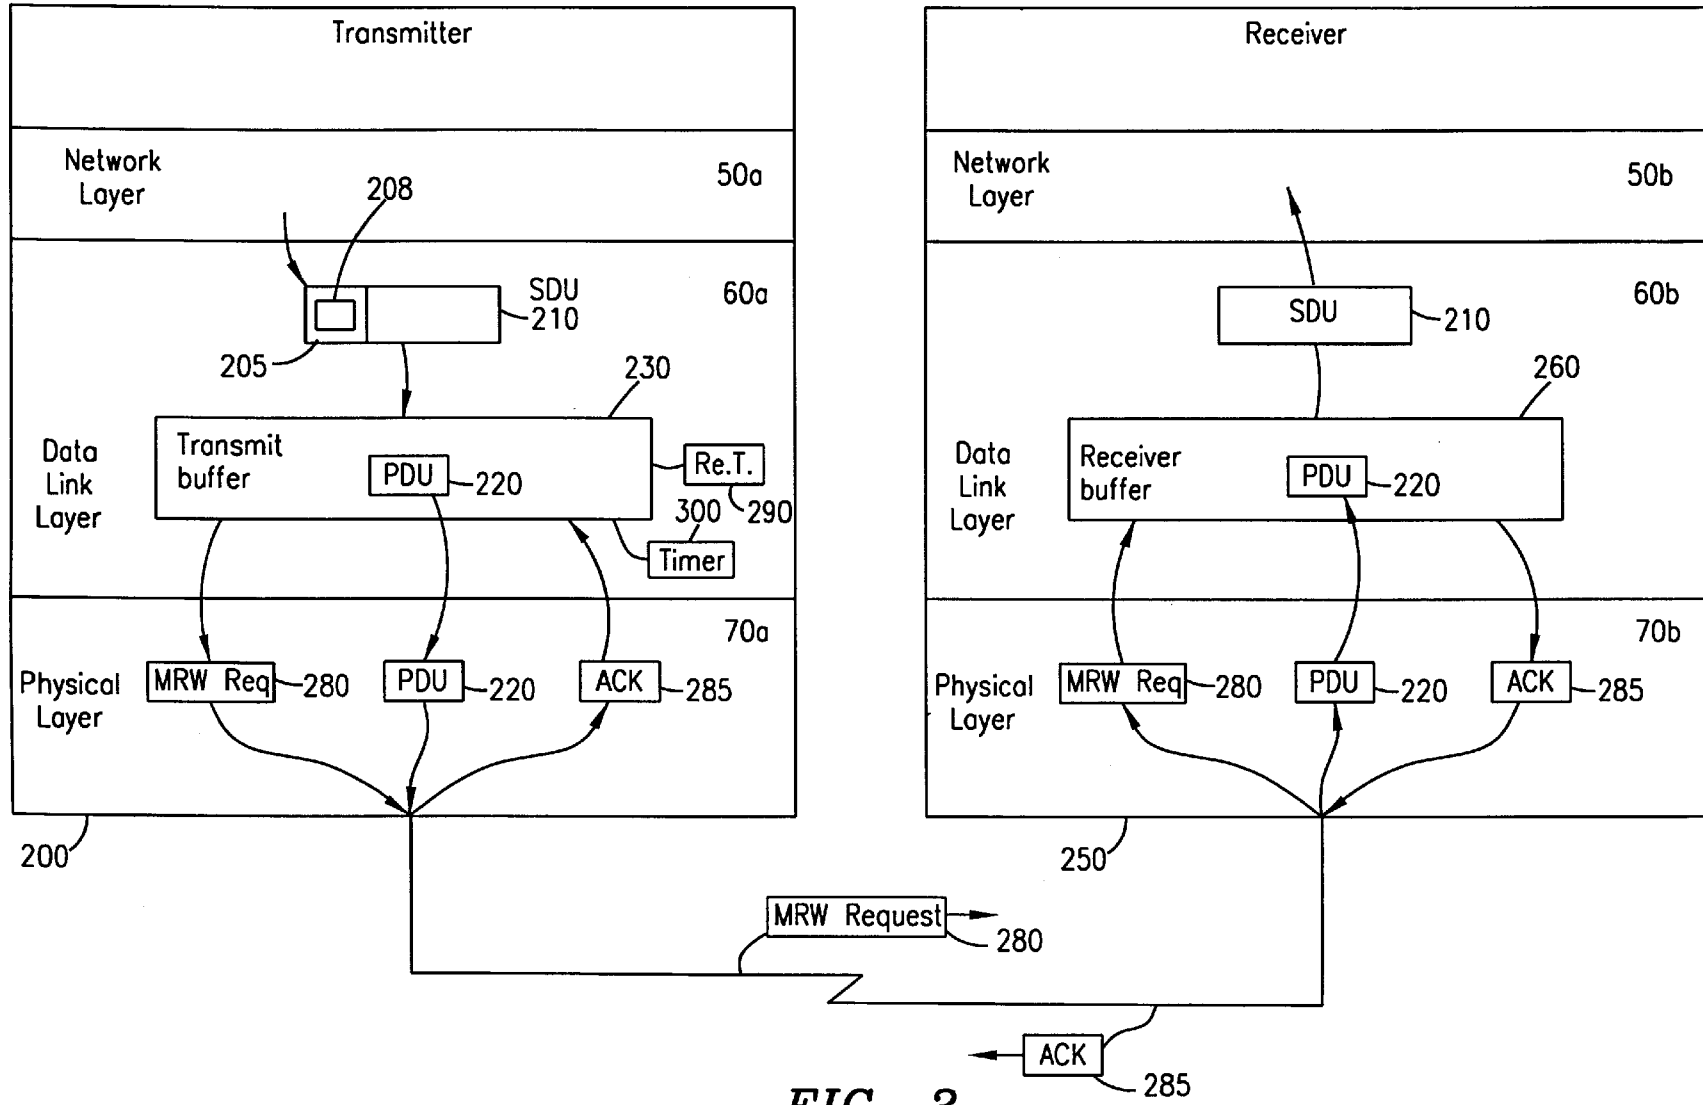 Transmitter
Network
Layer
50a
208
SDU
210
60a
205
230
Data
Link
Layer
Transmit
buffer
PDU
220
Re.T.
290
300
Timer
70a
Physical
Layer
MRW Req
280
PDU
220
ACK
285
200
Receiver
Network
Layer
50b
SDU
210
60b
260
Data
Link
Layer
Receiver
buffer
PDU
220
70b
Physical
Layer
MRW Req
280
PDU
220
ACK
285
250
MRW Request
280
ACK
285